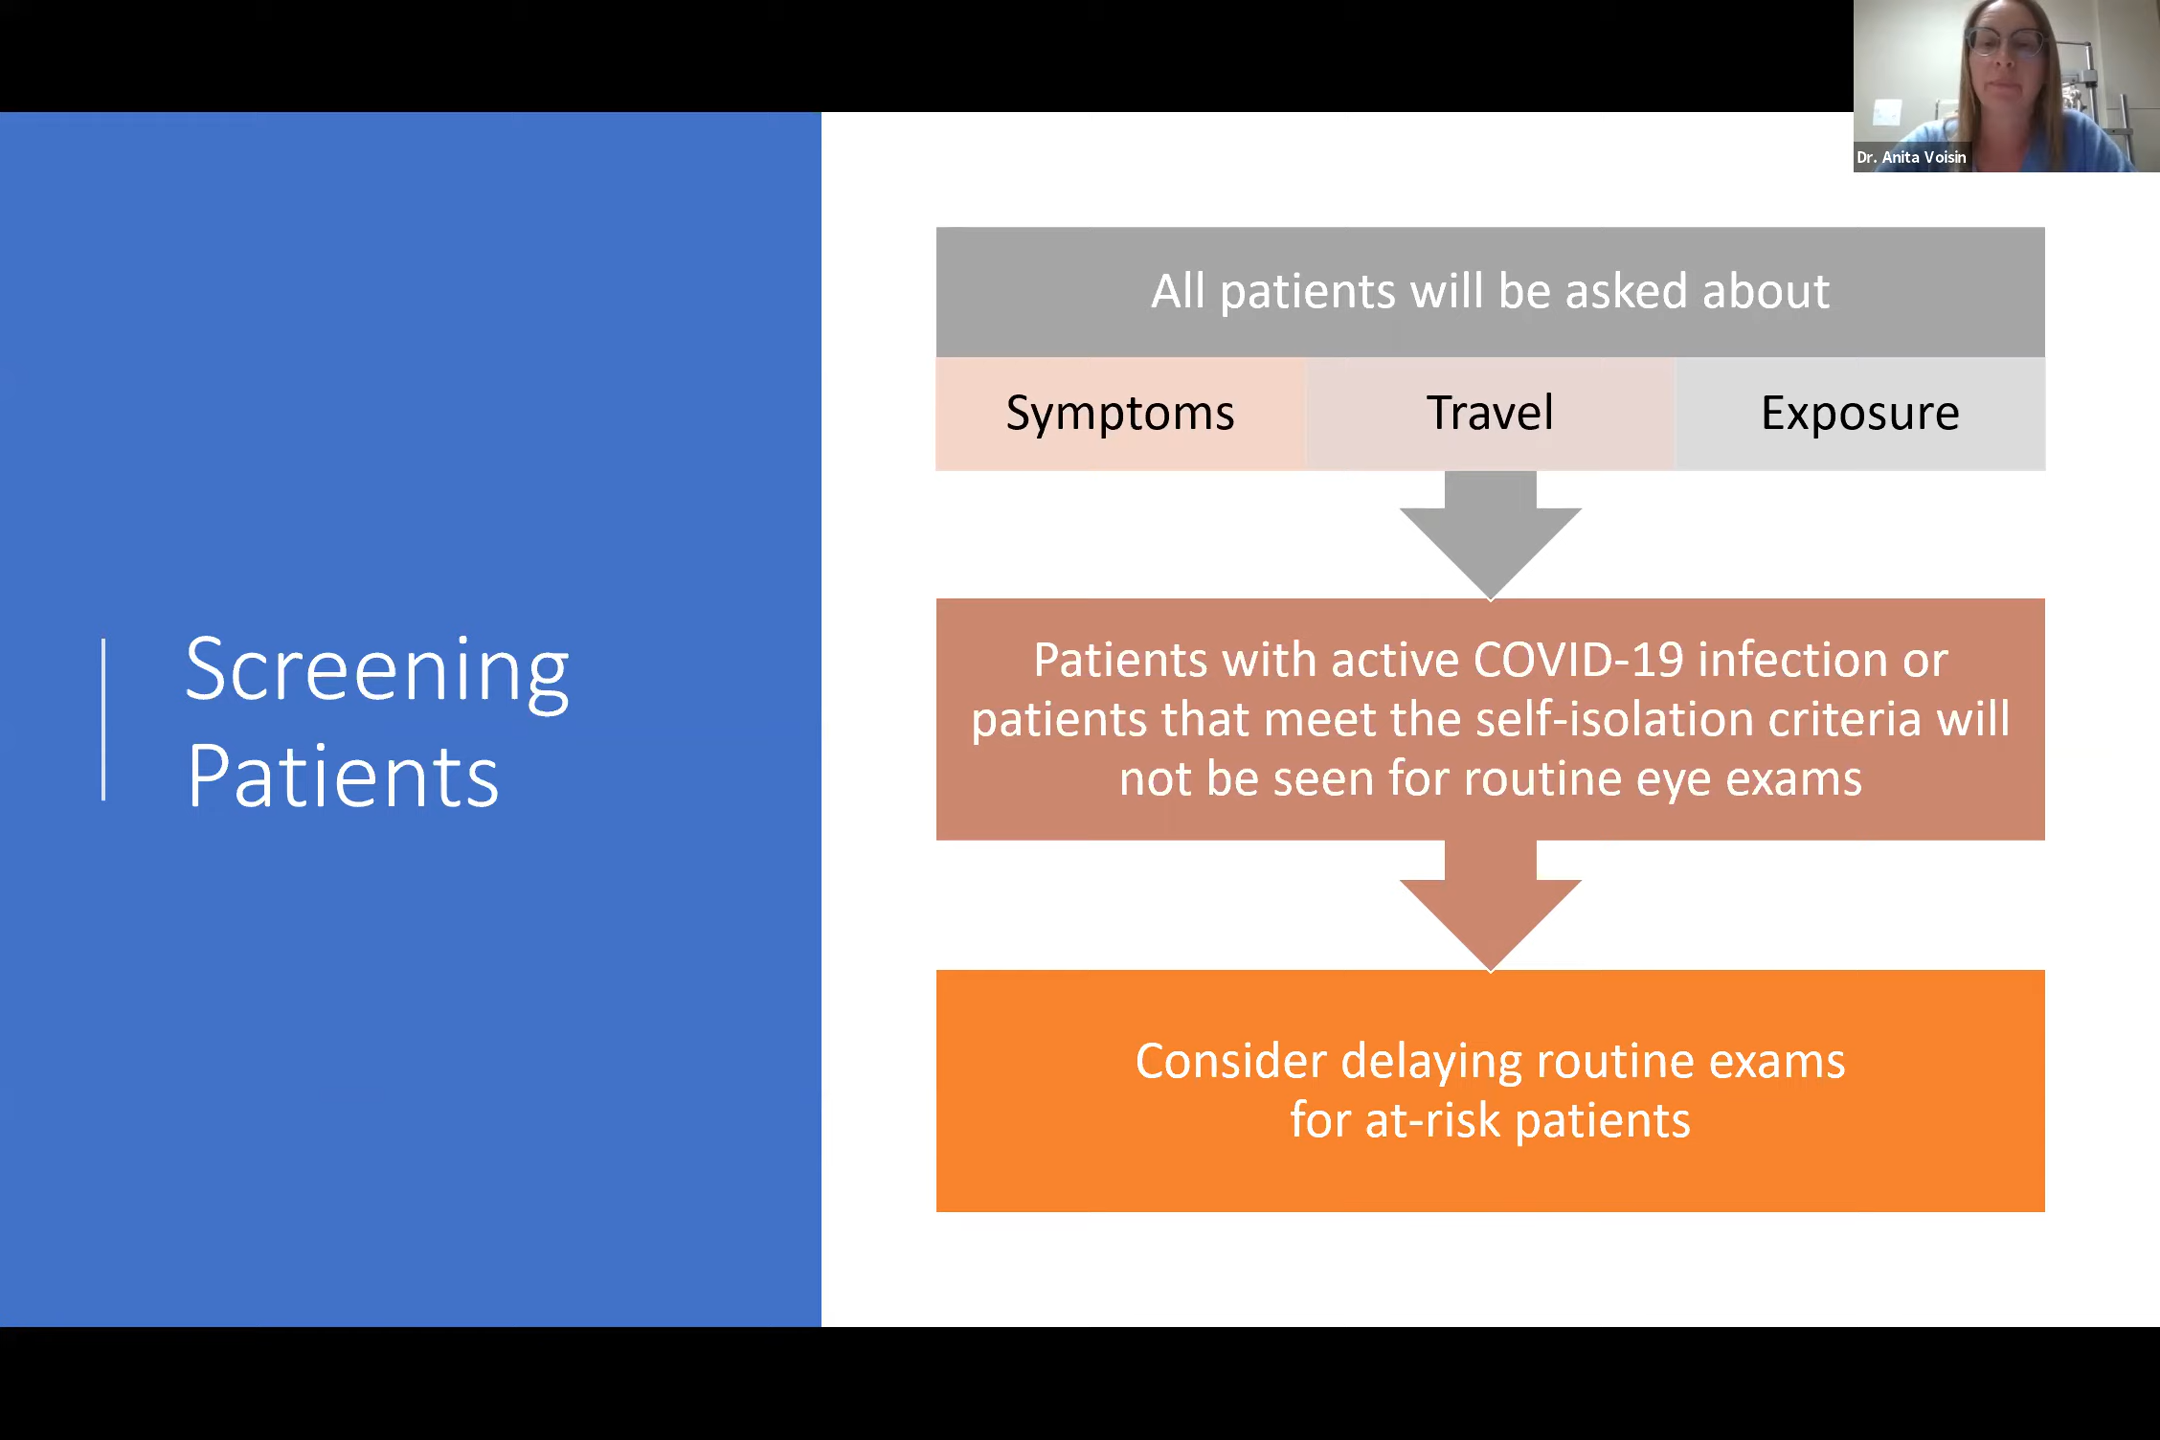 Dr. Anita Voisin
Screening
Patients
All patients will be asked about
Symptoms
Travel
Exposure
Patients with active COVID-19 infection or
patients that meet the self-isolation criteria will
not be seen for routine eye exams
Consider delaying routine exams
for at-risk patients